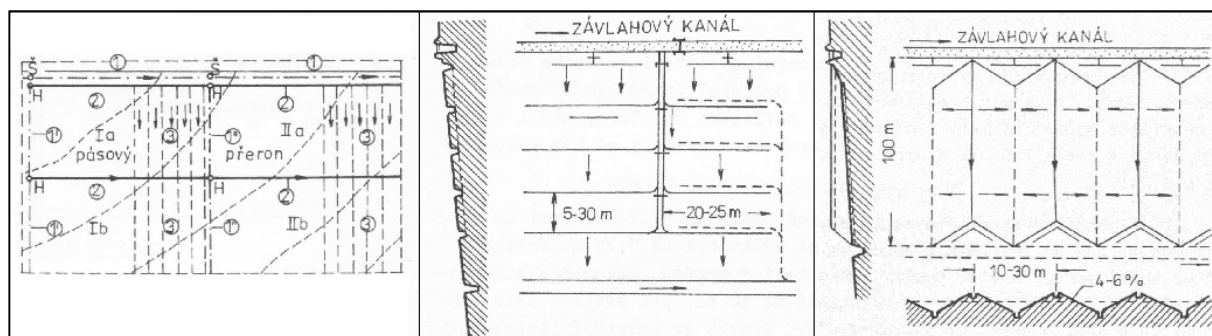 Š ① Š ①
H H
② ②
①' Ia ③ ①" IIa ③
pásový přeron
H H
② ②
①' Ib ③ ①" IIb ③
ZÁVLAHOVÝ KANÁL
5-30 m
20-25 m
ZÁVLAHOVÝ KANÁL
100 m
10-30 m
4-6 %